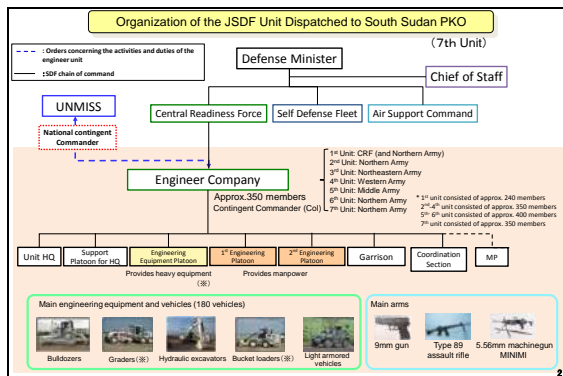 Organization of the JSDF Unit Dispatched to South Sudan PKO
(7th Unit)
: Orders concerning the activities and duties of the
engineer unit
:SDF chain of command
Defense Minister
Chief of Staff
UNMISS
Central Readiness Force
Self Defense Fleet
Air Support Command
National contingent
Commander
Engineer Company
Approx.350 members
Contingent Commander (Col)
1st Unit: CRF (and Northern Army)
2nd Unit: Northern Army
3rd Unit: Northeastern Army
4th Unit: Western Army
5th Unit: Middle Army
6th Unit: Northern Army
7th Unit: Northern Army
* 1st unit consisted of approx. 240 members
2nd-4th unit consisted of approx. 350 members
5th-6th unit consisted of approx. 400 members
7th unit consisted of approx. 350 members
Unit HQ
Support
Platoon for HQ
Engineering
Equipment Platoon
1st Engineering
Platoon
2nd Engineering
Platoon
Garrison
Coordination
Section
MP
Provides heavy equipment
(※)
Provides manpower
Main engineering equipment and vehicles (180 vehicles)
Bulldozers
Graders(※)
Hydraulic excavators
Bucket loaders(※)
Light armored
vehicles
Main arms
9mm gun
Type 89
assault rifle
5.56mm machinegun
MINIMI
2